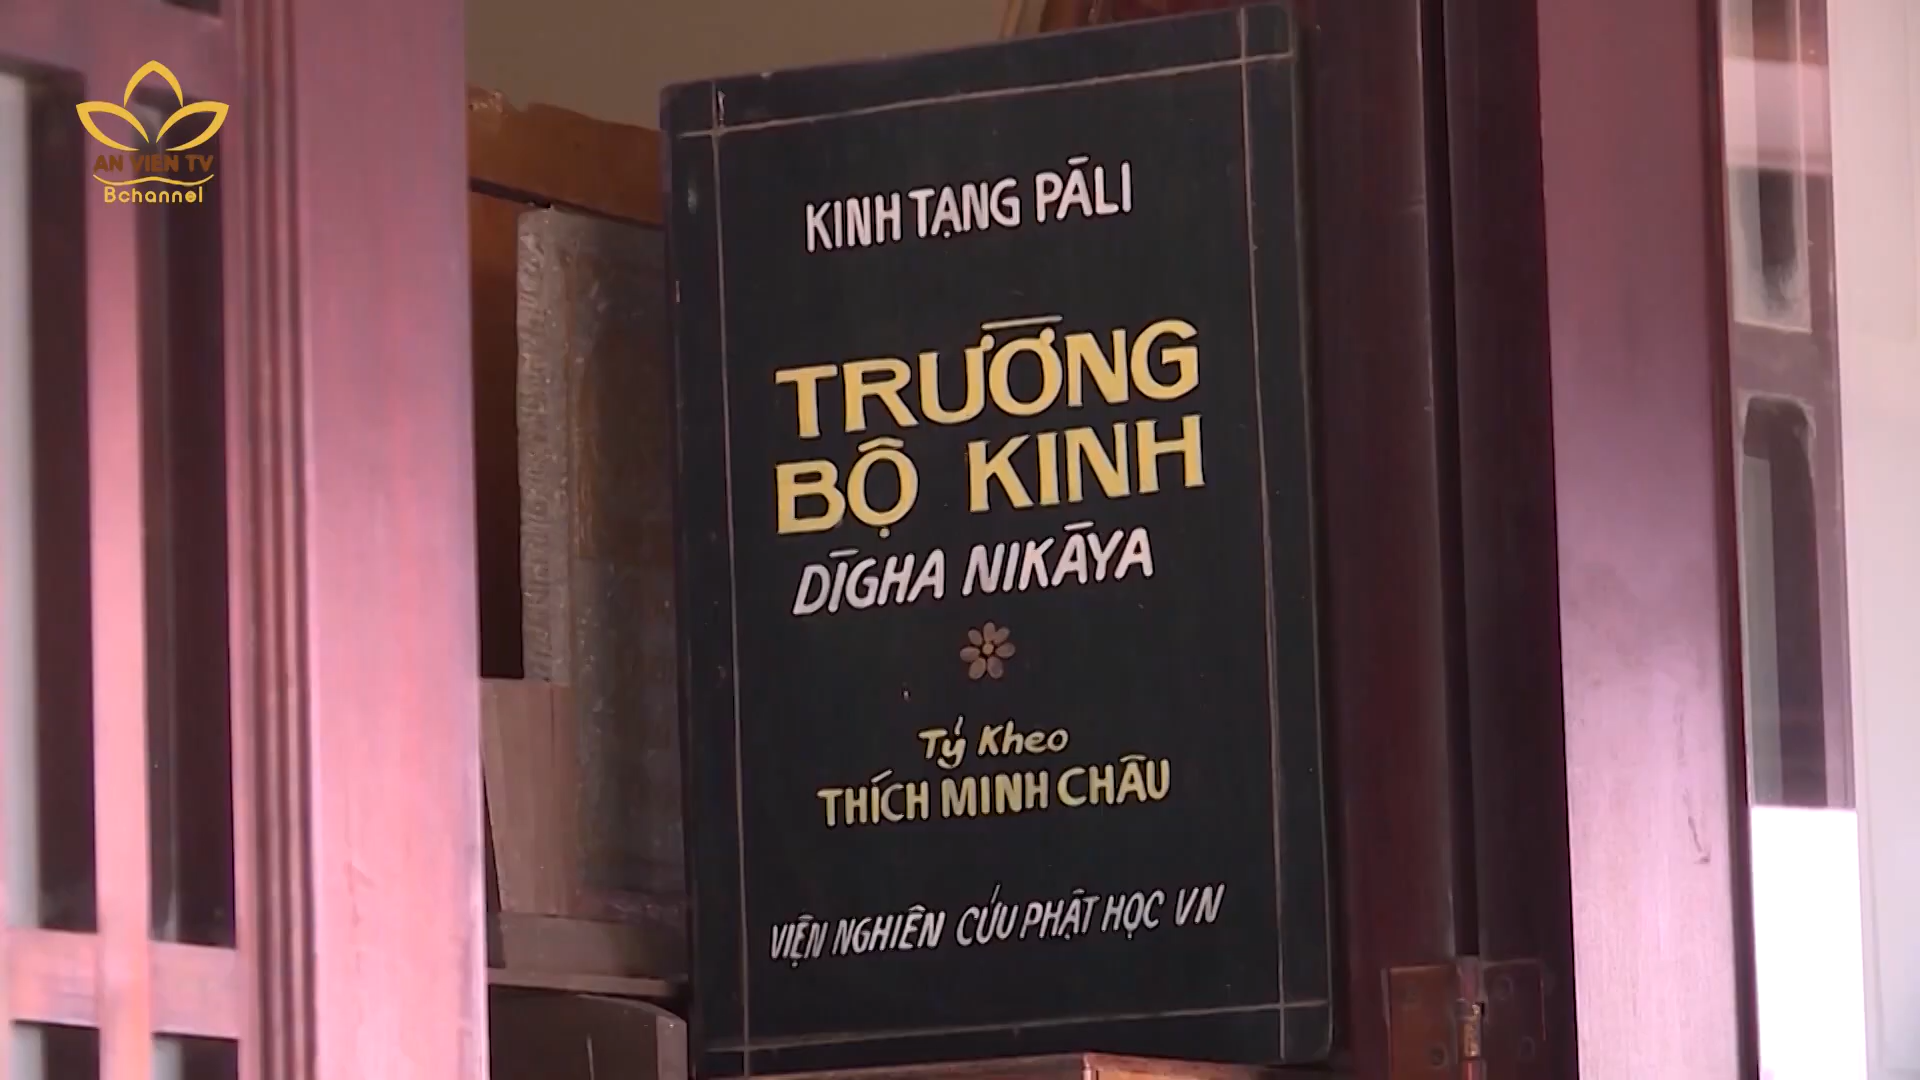 AN VIEN TV
Bchannel
KINH TẠNG PĀLI
TRƯỜNG
BỘ KINH
DĪGHA NIKĀYA
Tỷ Kheo
THÍCH MINH CHÂU
VIỆN NGHIÊN CỨU PHẬT HỌC VN